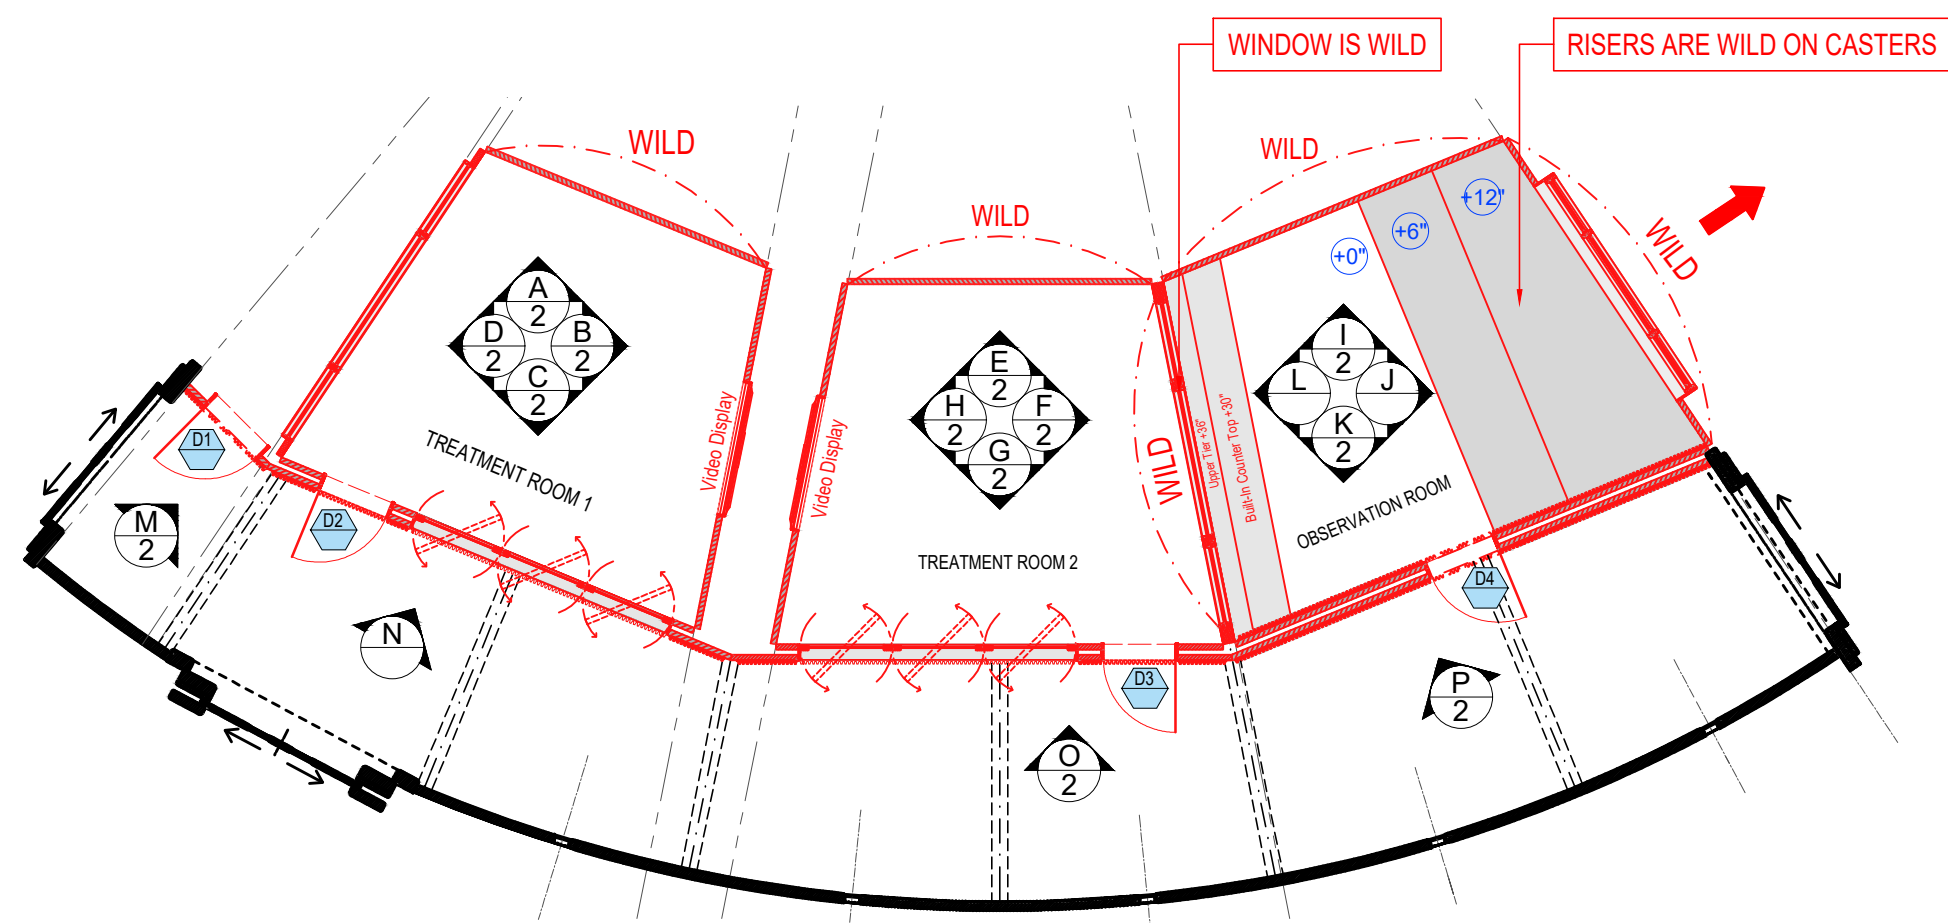 WINDOW IS WILD
RISERS ARE WILD ON CASTERS
WILD
WILD
WILD
WILD
WILD
+0"
+6"
+12"
A
2
D
2
B
2
C
2
E
2
H
2
F
2
G
2
I
2
L
J
K
2
Video Display
Video Display
Upper Tier +36"
Built-In Counter Top +30"
TREATMENT ROOM 1
TREATMENT ROOM 2
OBSERVATION ROOM
D1
D2
D3
D4
M
2
N
O
2
P
2